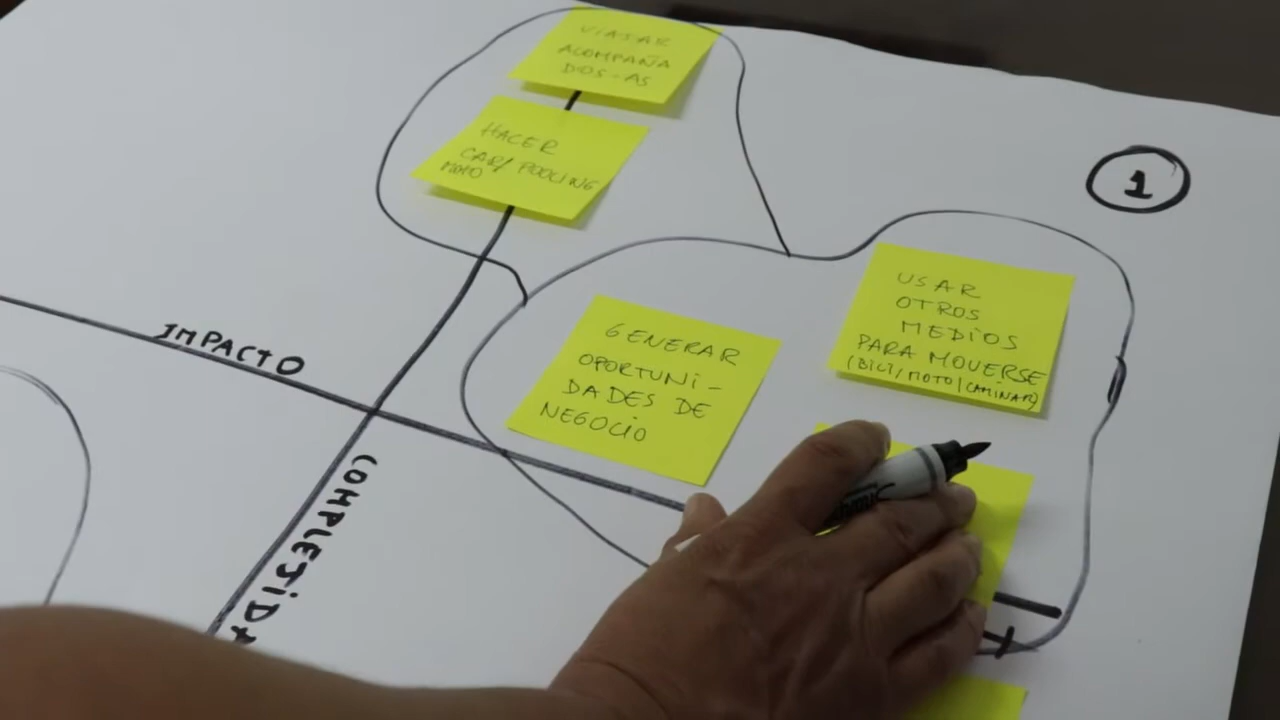 VIAJAR
ACOMPAÑA
DOS-AS
HACER
CAR/POOLING
MOTO
1
USAR
OTROS
MEDIOS
PARA MOVERSE
(BICI/MOTO/CAMINAR)
GENERAR
OPORTUNI-
DADES DE
NEGOCIO
IMPACTO
COMPLEJIDA
+